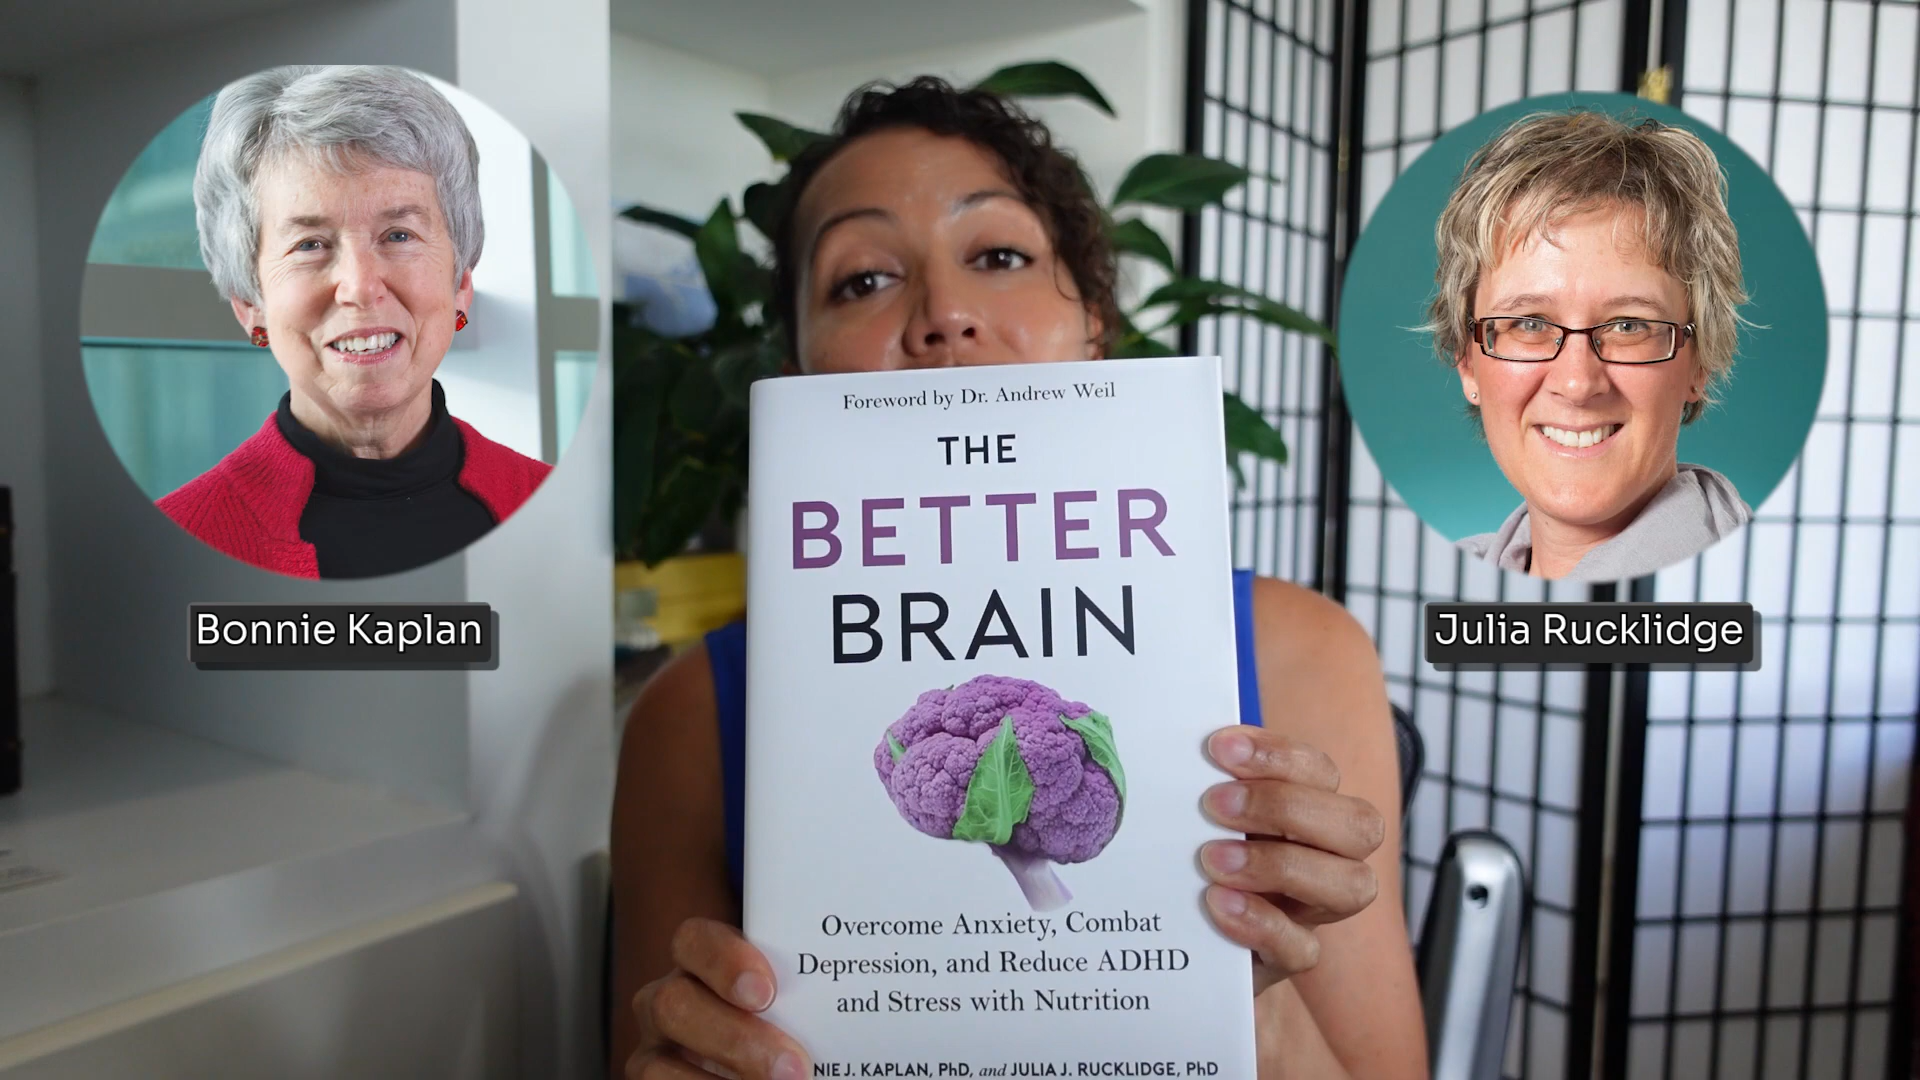 Foreword by Dr. Andrew Weil
THE
BETTER
BRAIN
Bonnie Kaplan
Julia Rucklidge
Overcome Anxiety, Combat
Depression, and Reduce ADHD
and Stress with Nutrition
NIE J. KAPLAN, PhD, and JULIA J. RUCKLIDGE, PhD